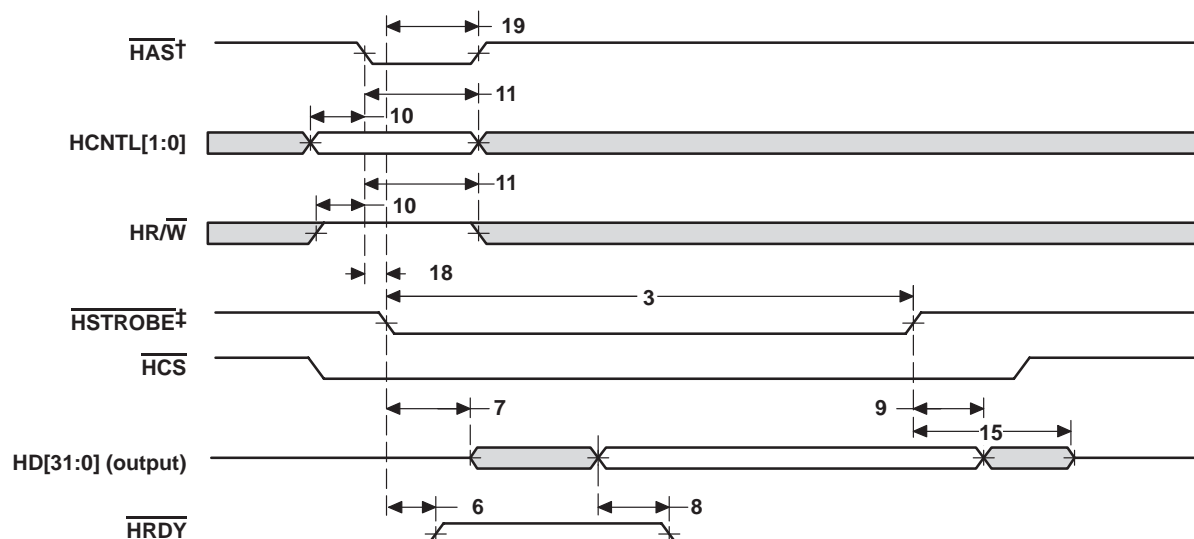 19
HAS†
11
10
HCNTL[1:0]
11
10
HR/W
18
3
HSTROBE‡
HCS
7
9
15
HD[31:0] (output)
6
8
HRDY